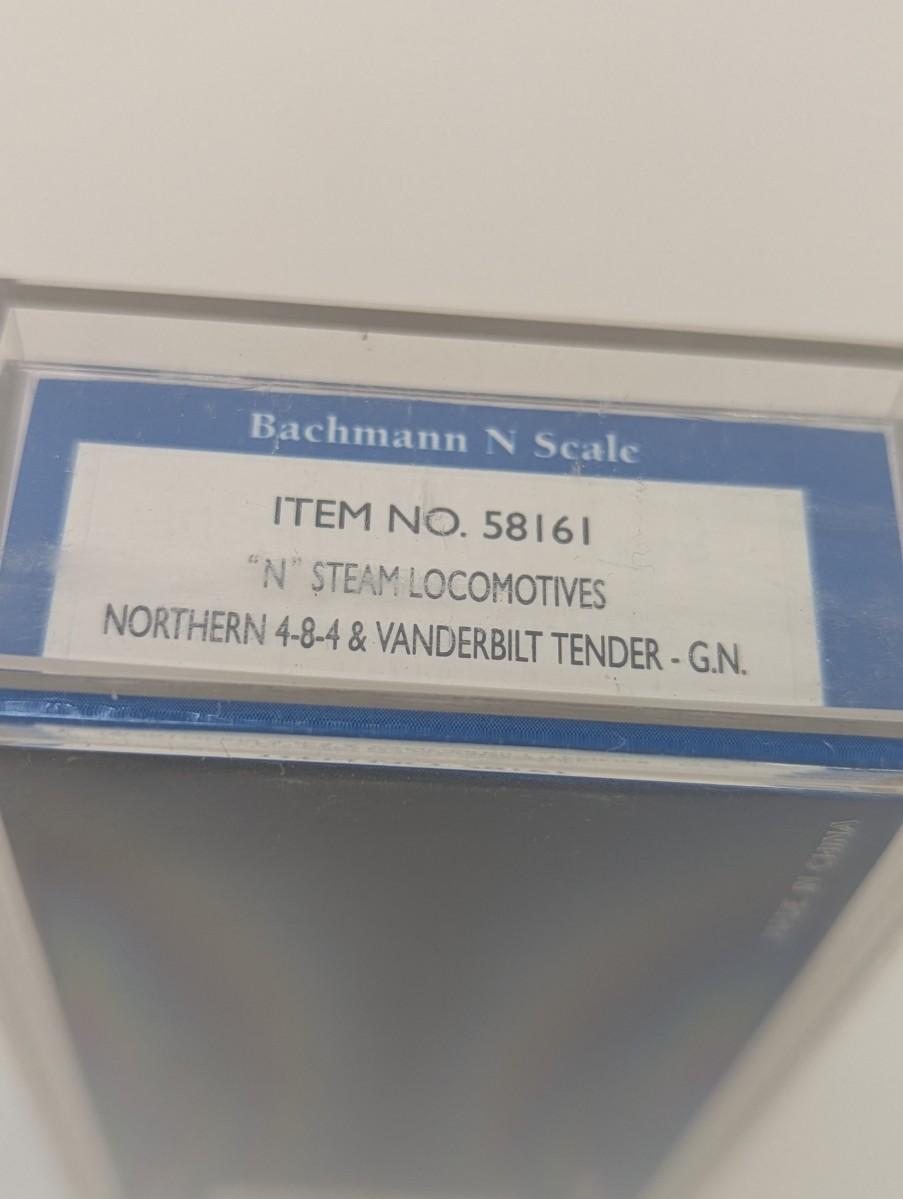 Bachmann N Scale
ITEM NO. 58161
"N" STEAM LOCOMOTIVES
NORTHERN 4-8-4 & VANDERBILT TENDER - G.N.
MADE IN CHINA